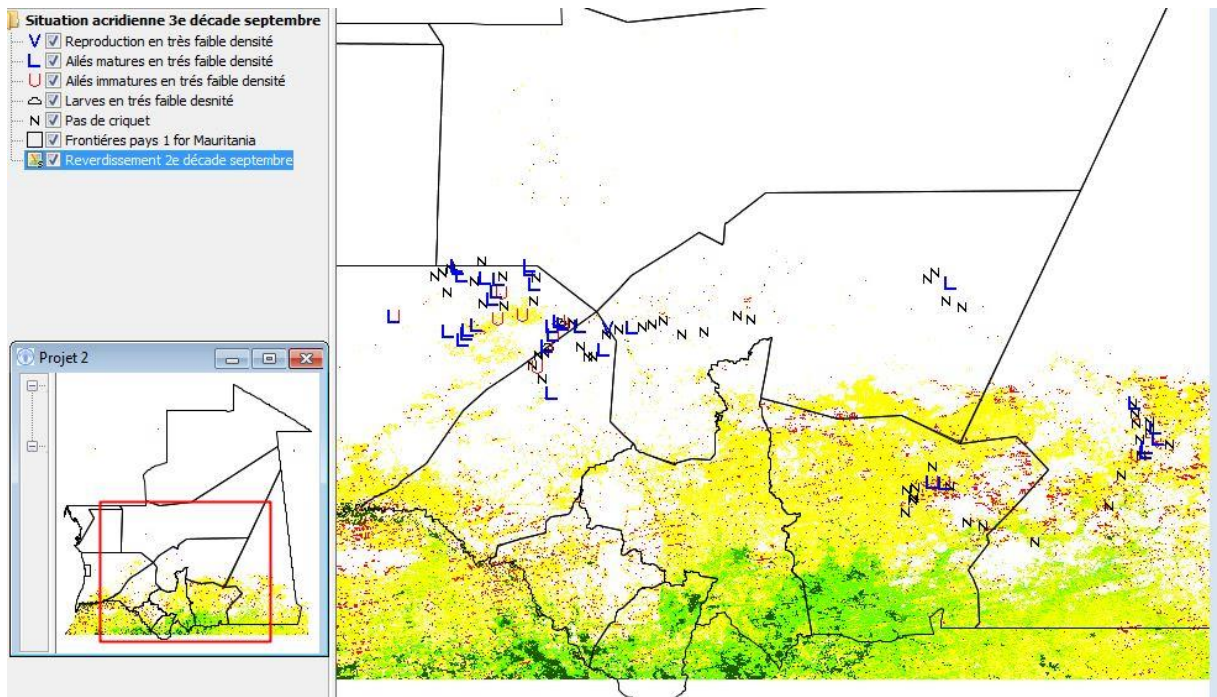 Situation acridienne 3e décade septembre
Reproduction en très faible densité
Ailés matures en trés faible densité
Ailés immatures en trés faible densité
Larves en trés faible desnité
N Pas de criquet
Frontiéres pays 1 for Mauritania
Reverdissement 2e décade septembre
Projet 2